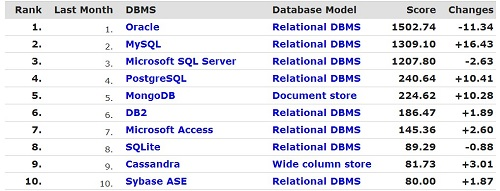 Rank Last Month DBMS Database Model Score Changes
1. 1. Oracle Relational DBMS 1502.74 -11.34
2. 2. MySQL Relational DBMS 1309.10 +16.43
3. 3. Microsoft SQL Server Relational DBMS 1207.80 -2.63
4. 4. PostgreSQL Relational DBMS 240.64 +10.41
5. 5. MongoDB Document store 224.62 +10.28
6. 6. DB2 Relational DBMS 186.47 +1.89
7. 7. Microsoft Access Relational DBMS 145.36 +2.60
8. 8. SQLite Relational DBMS 89.29 -0.88
9. 9. Cassandra Wide column store 81.73 +3.01
10. 10. Sybase ASE Relational DBMS 80.00 +1.87